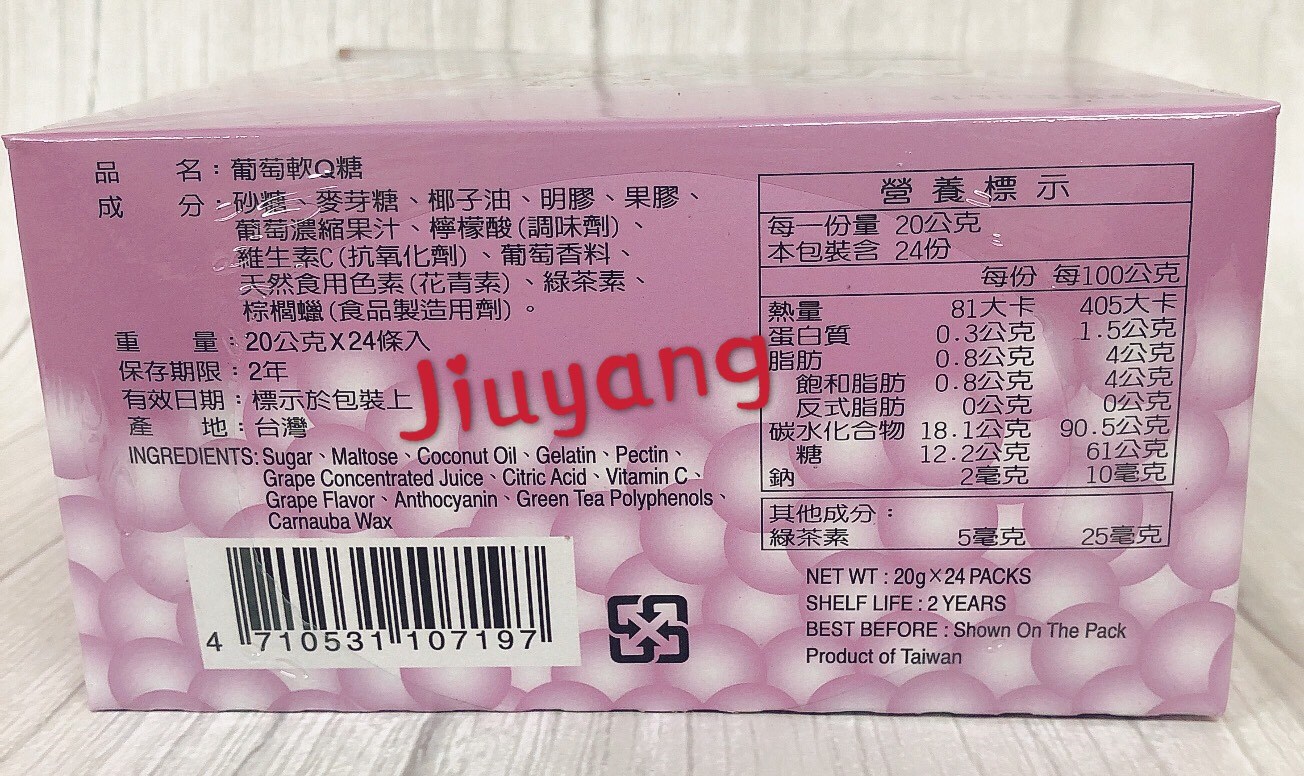 品 名：葡萄軟Q糖
成 分：砂糖、麥芽糖、椰子油、明膠、果膠、
葡萄濃縮果汁、檸檬酸(調味劑)、
維生素C(抗氧化劑)、葡萄香料、
天然食用色素(花青素)、綠茶素、
棕櫚蠟(食品製造用劑)。
重 量：20公克X24條入
保存期限：2年
有效日期：標示於包裝上
產 地：台灣
INGREDIENTS: Sugar、Maltose、Coconut Oil、Gelatin、Pectin、
Grape Concentrated Juice、Citric Acid、Vitamin C、
Grape Flavor、Anthocyanin、Green Tea Polyphenols、
Carnauba Wax
4 710531 107197
Jiuyang
營養標示
每一份量 20公克
本包裝含 24份
每份 每100公克
熱量 81大卡 405大卡
蛋白質 0.3公克 1.5公克
脂肪 0.8公克 4公克
飽和脂肪 0.8公克 4公克
反式脂肪 0公克 0公克
碳水化合物 18.1公克 90.5公克
糖 12.2公克 61公克
鈉 2毫克 10毫克
其他成分：
綠茶素 5毫克 25毫克
NET WT : 20g×24 PACKS
SHELF LIFE : 2 YEARS
BEST BEFORE : Shown On The Pack
Product of Taiwan